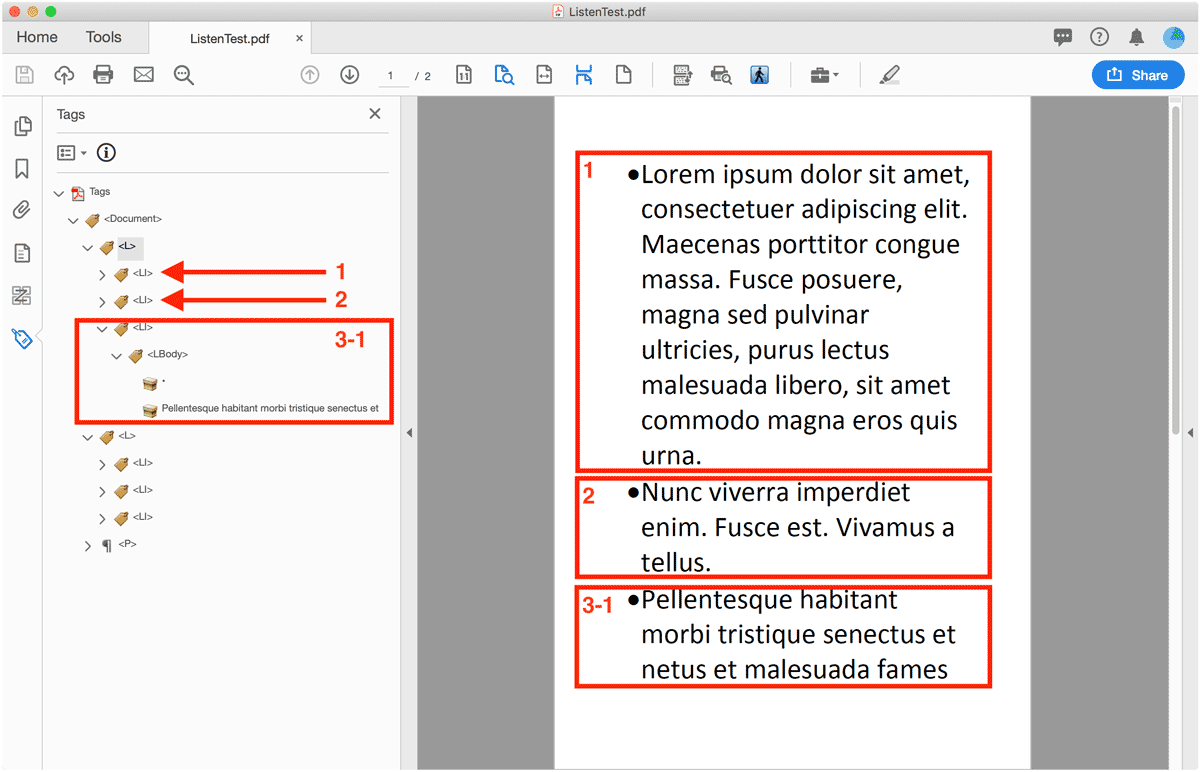 ListenTest.pdf
Home Tools ListenTest.pdf ×
1 / 2
Share
Tags
Tags
<Document>
<L>
<LI> 1
<LI> 2
<LI>
3-1
<LBody>
•
Pellentesque habitant morbi tristique senectus et
<L>
<LI>
<LI>
<LI>
<P>
1 •Lorem ipsum dolor sit amet,
consectetuer adipiscing elit.
Maecenas porttitor congue
massa. Fusce posuere,
magna sed pulvinar
ultricies, purus lectus
malesuada libero, sit amet
commodo magna eros quis
urna.
2 •Nunc viverra imperdiet
enim. Fusce est. Vivamus a
tellus.
3-1 •Pellentesque habitant
morbi tristique senectus et
netus et malesuada fames